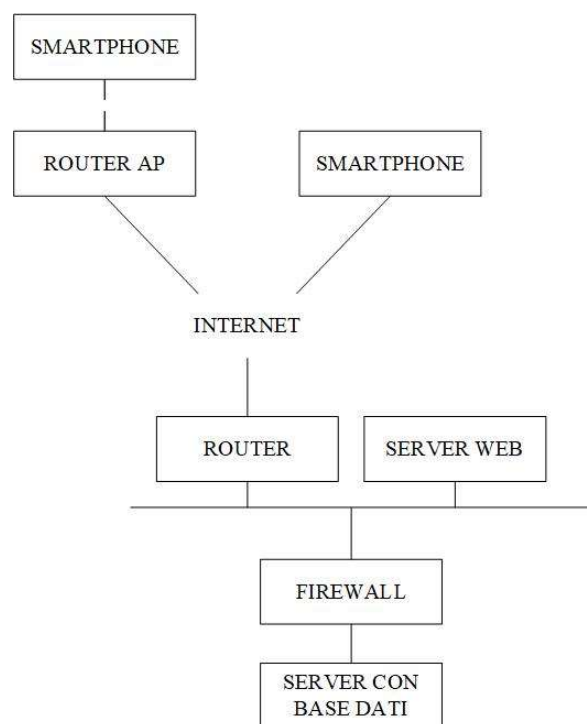 SMARTPHONE
ROUTER AP
SMARTPHONE
INTERNET
ROUTER
SERVER WEB
FIREWALL
SERVER CON
BASE DATI